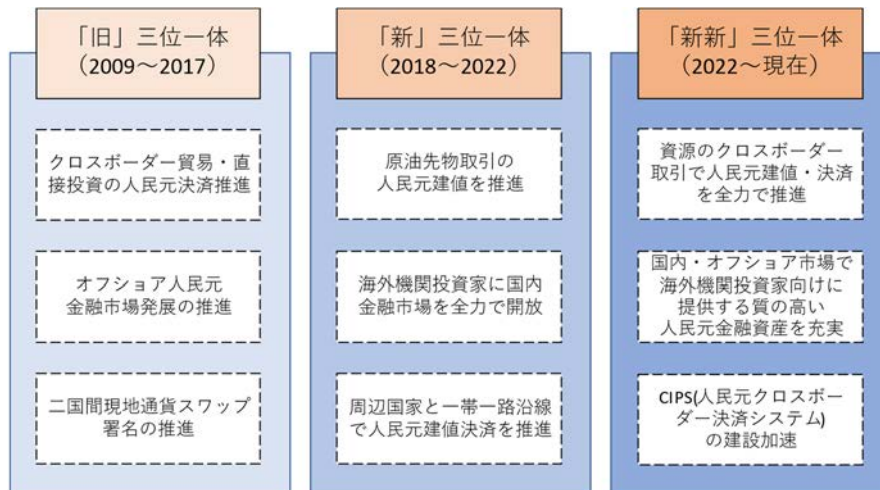 「旧」三位一体
（2009～2017）
クロスボーダー貿易・直
接投資の人民元決済推進
オフショア人民元
金融市場発展の推進
二国間現地通貨スワップ
署名の推進
「新」三位一体
（2018～2022）
原油先物取引の
人民元建値を推進
海外機関投資家に国内
金融市場を全力で開放
周辺国家と一帯一路沿線
で人民元建値決済を推進
「新新」三位一体
（2022～現在）
資源のクロスボーダー
取引で人民元建値・決済
を全力で推進
国内・オフショア市場で
海外機関投資家向けに
提供する質の高い
人民元金融資産を充実
CIPS(人民元クロスボー
ダー決済システム)
の建設加速